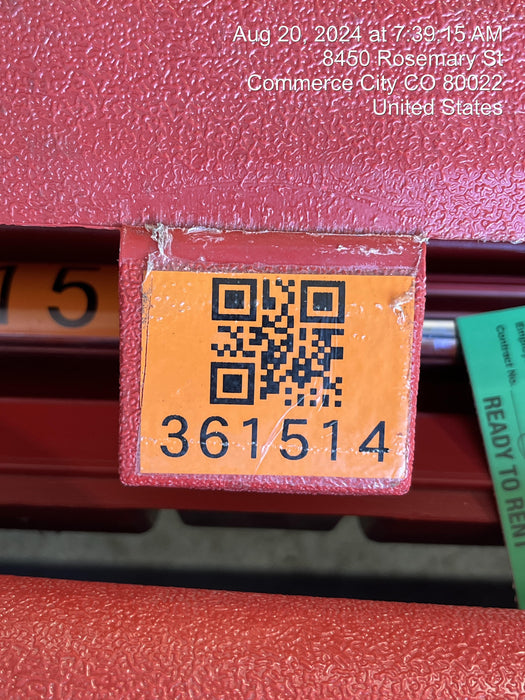 Aug 20, 2024 at 7:39:15 AM
8450 Rosemary St
Commerce City CO 80022
United States
15
361514
Contract No.
READY TO RENT